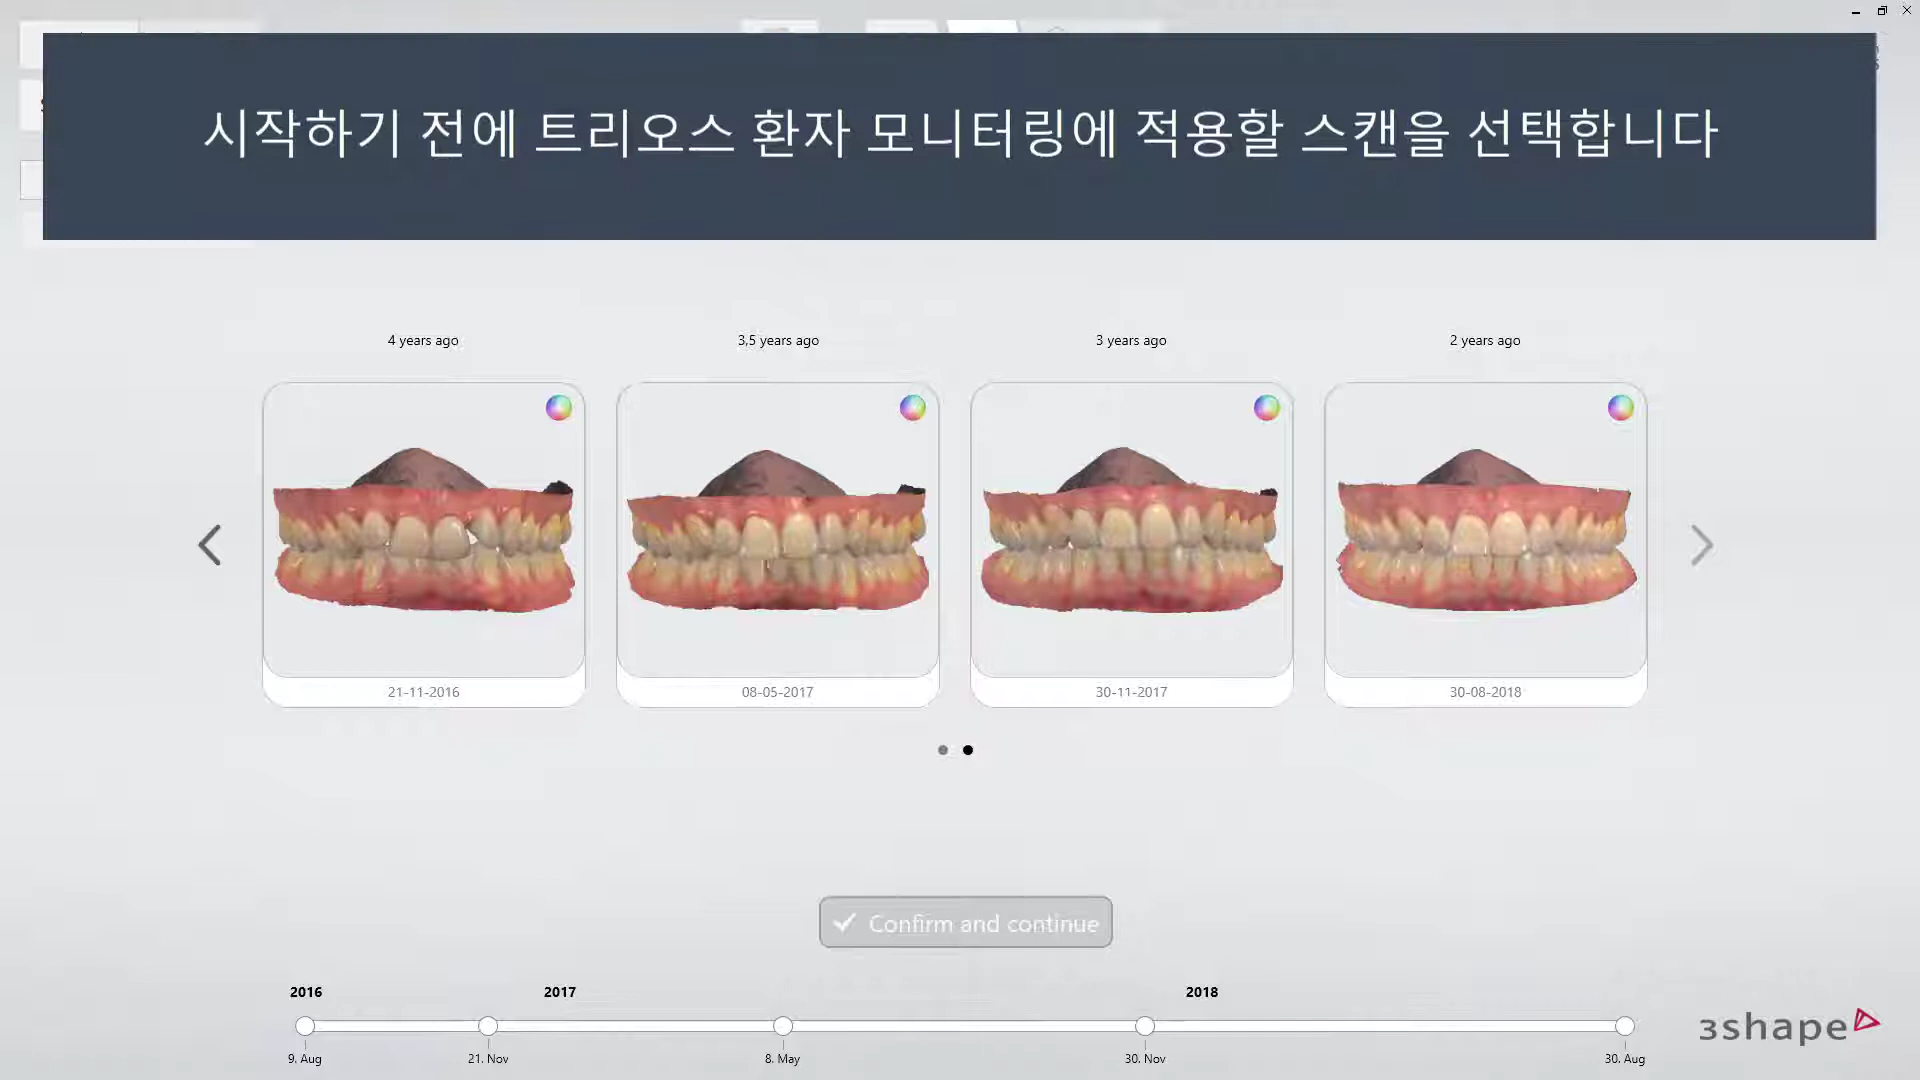 시작하기 전에 트리오스 환자 모니터링에 적용할 스캔을 선택합니다
4 years ago
3,5 years ago
3 years ago
2 years ago
21-11-2016
08-05-2017
30-11-2017
30-08-2018
Confirm and continue
2016
2017
2018
9. Aug
21. Nov
8. May
30. Nov
30. Aug
3shape